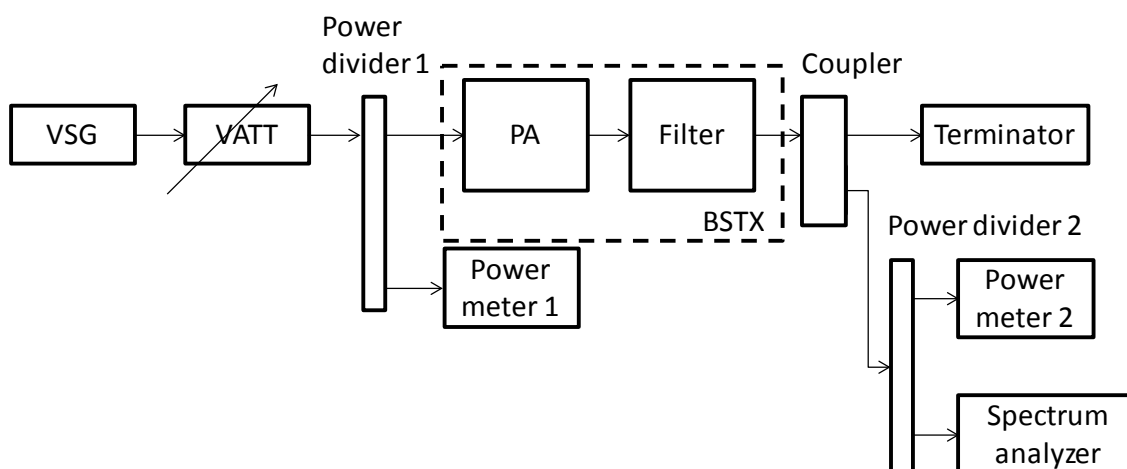 Power
divider 1
Coupler
VSG
VATT
PA
Filter
Terminator
BSTX
Power divider 2
Power
meter 1
Power
meter 2
Spectrum
analyzer